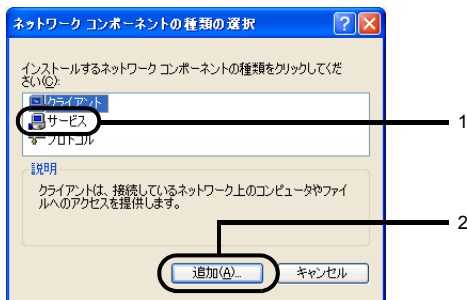 ネットワーク コンポーネントの種類の選択
インストールするネットワーク コンポーネントの種類をクリックしてくだ
さい(C):
クライアント
サービス
プロトコル
1
説明
クライアントは、接続しているネットワーク上のコンピュータやファイ
ルへのアクセスを提供します。
2
追加(A)...
キャンセル